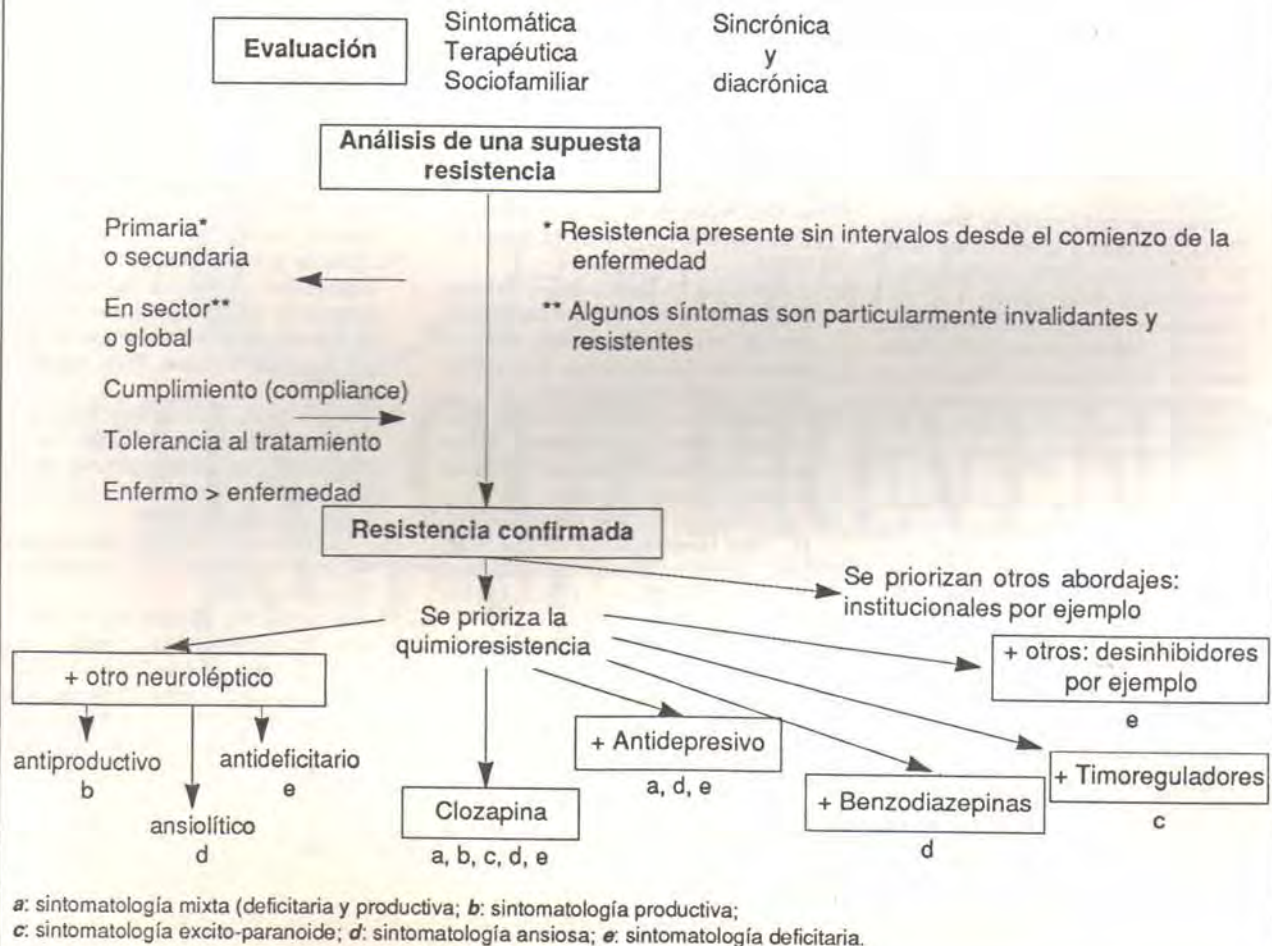 Evaluación
Sintomática
Terapéutica
Sociofamiliar
Sincrónica
y
diacrónica
Análisis de una supuesta
resistencia
Primaria*
o secundaria
En sector**
o global
Cumplimiento (compliance)
Tolerancia al tratamiento
Enfermo > enfermedad
* Resistencia presente sin intervalos desde el comienzo de la
enfermedad
** Algunos síntomas son particularmente invalidantes y
resistentes
Resistencia confirmada
Se priorizan otros abordajes:
institucionales por ejemplo
Se prioriza la
quimioresistencia
+ otro neuroléptico
antiproductivo
b
ansiolítico
d
antideficitario
e
Clozapina
a, b, c, d, e
+ Antidepresivo
a, d, e
+ Benzodiazepinas
d
+ Timoreguladores
c
+ otros: desinhibidores
por ejemplo
e
a: sintomatología mixta (deficitaria y productiva; b: sintomatología productiva;
c: sintomatología excito-paranoide; d: sintomatología ansiosa; e: sintomatología deficitaria.